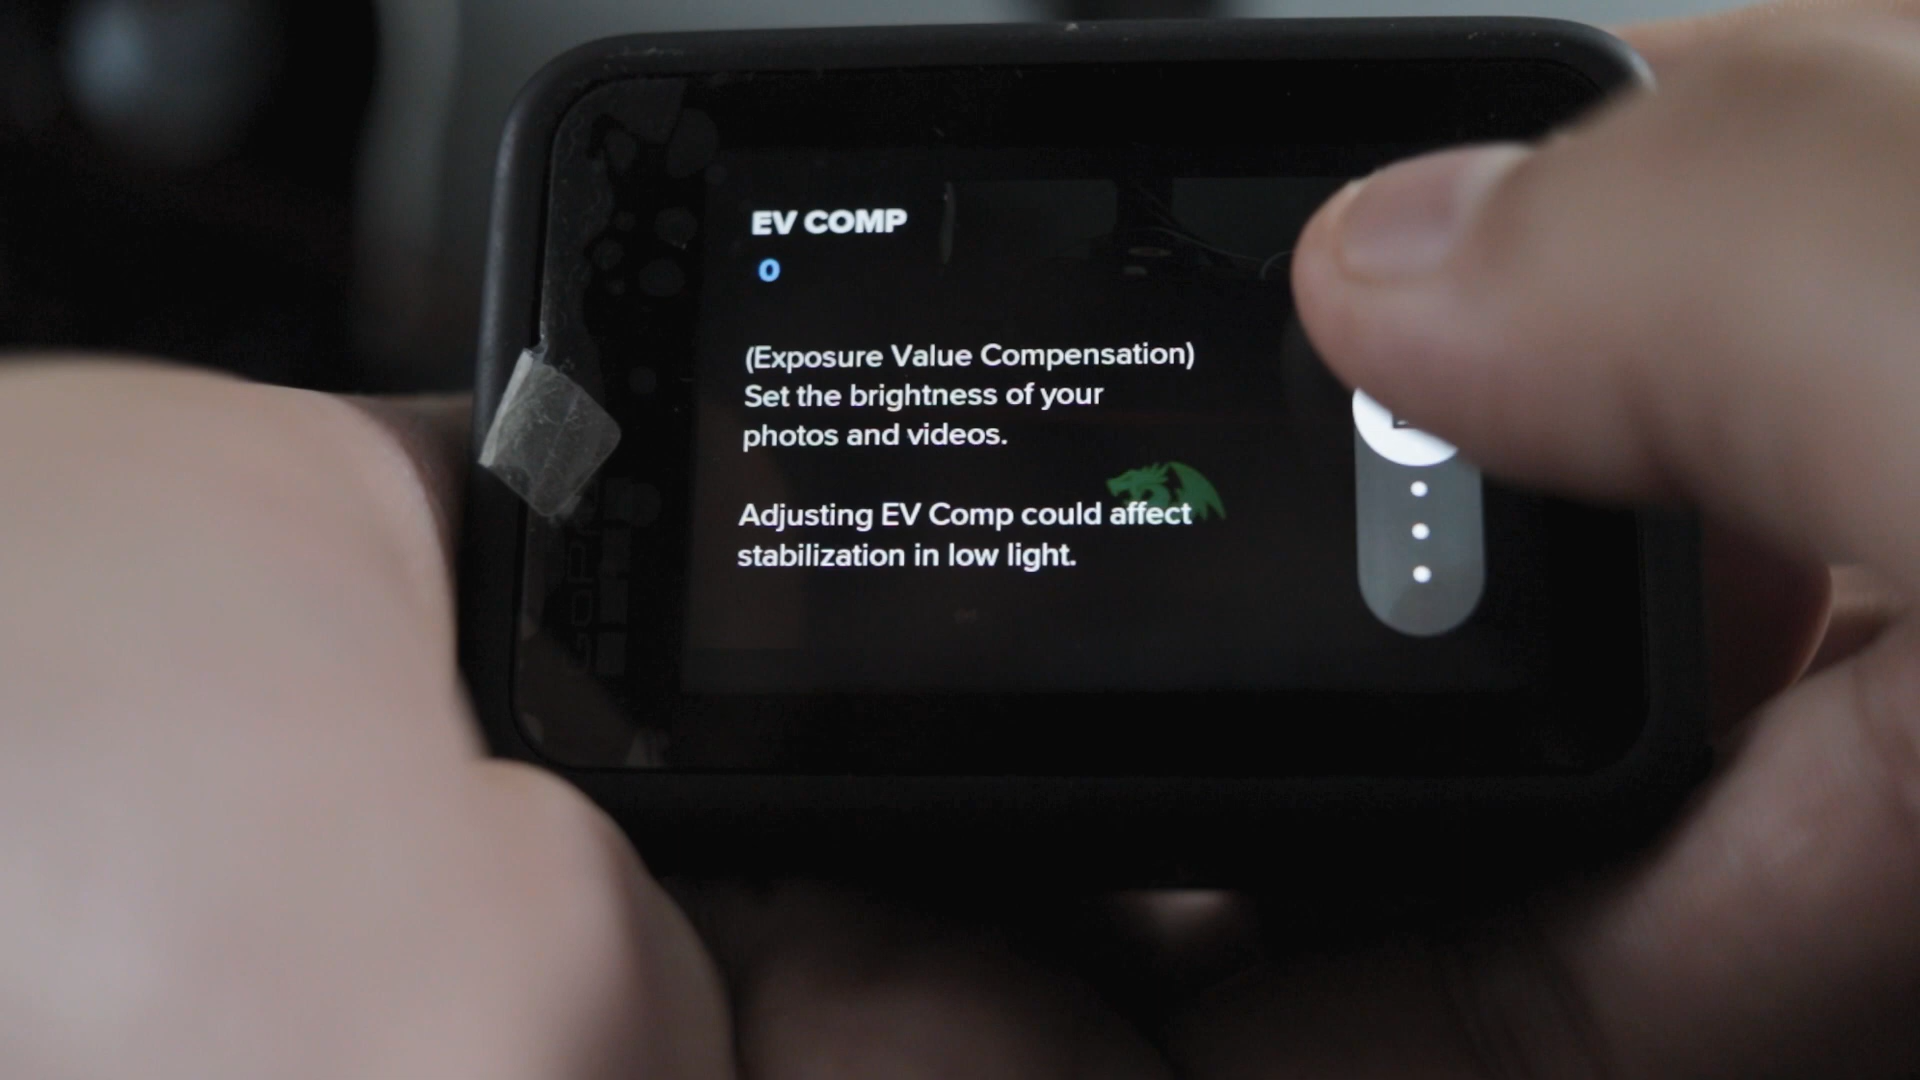 EV COMP
0
(Exposure Value Compensation)
Set the brightness of your
photos and videos.
Adjusting EV Comp could affect
stabilization in low light.
GoPro